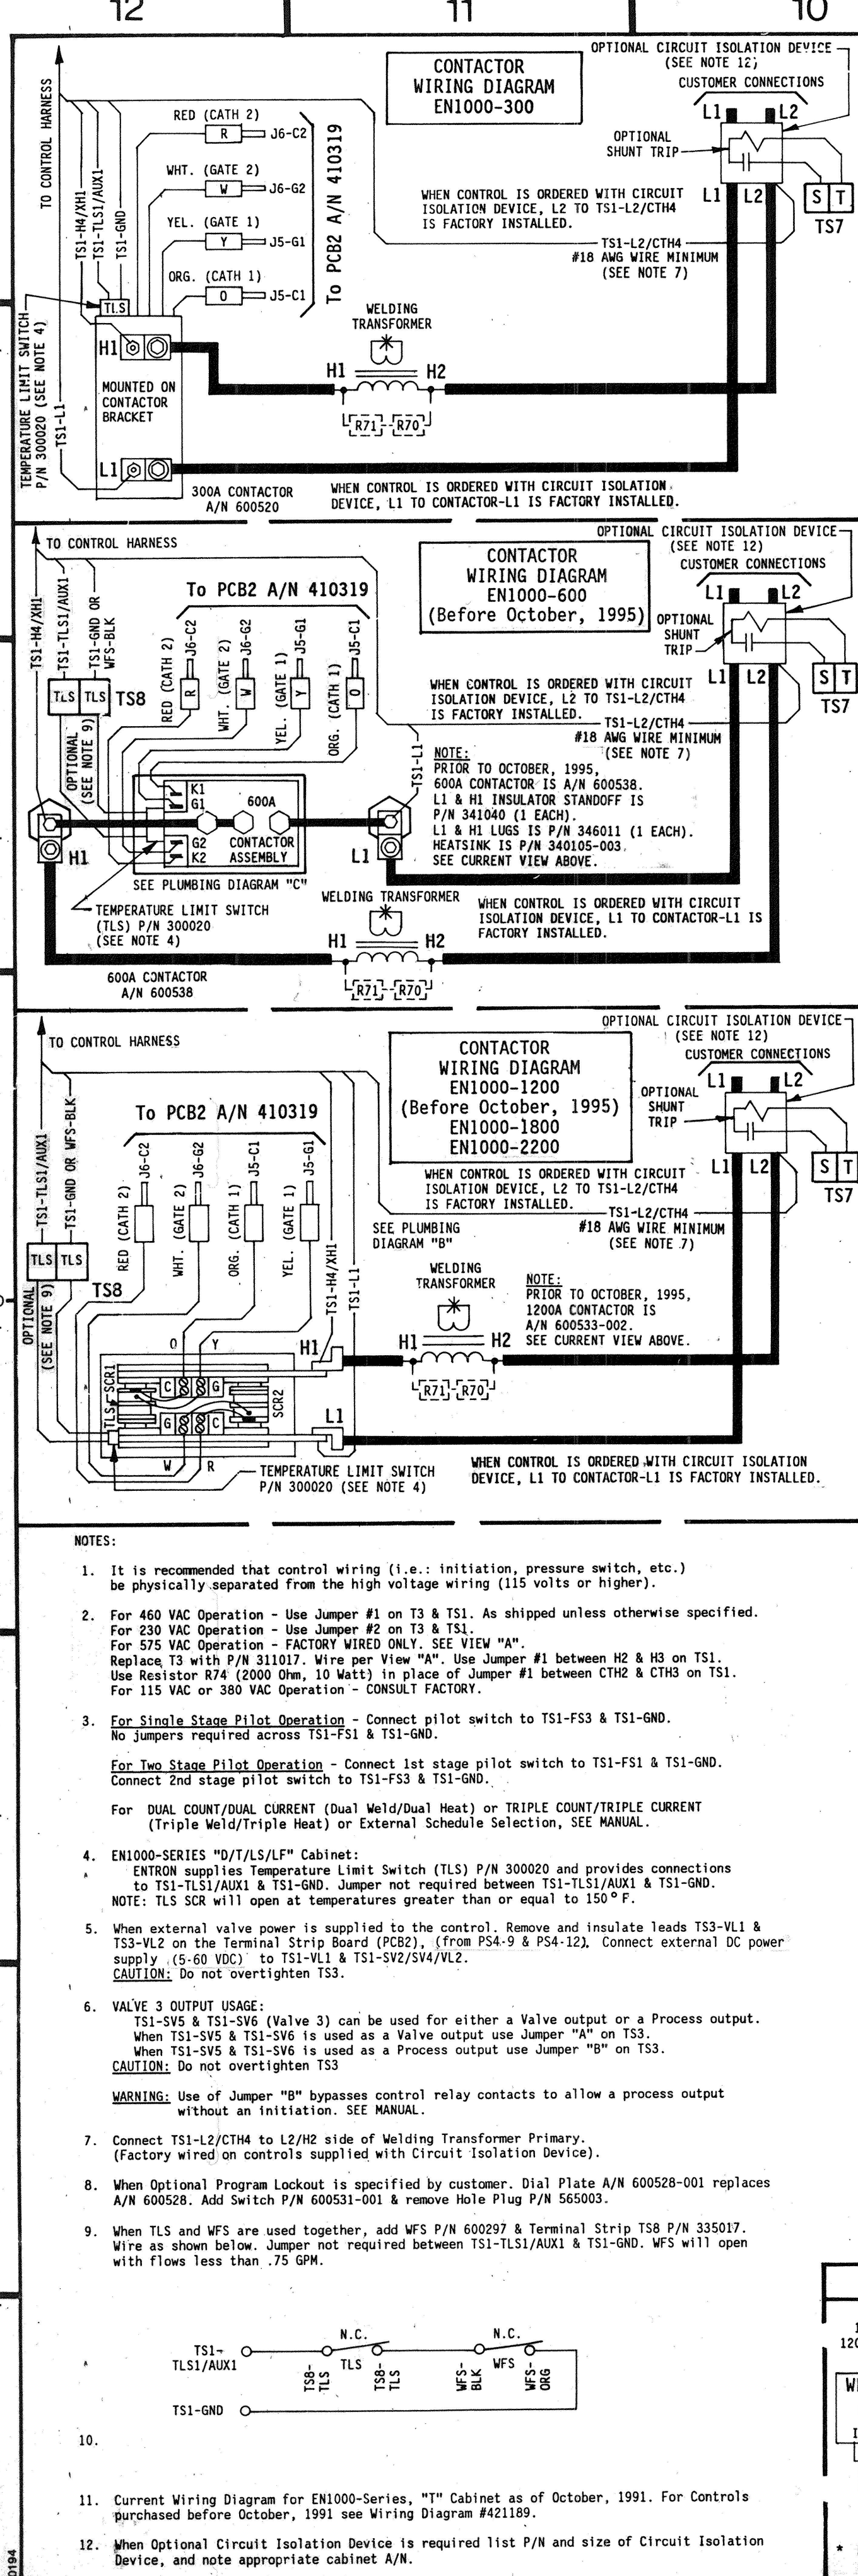 12
11
10
TO CONTROL HARNESS
TS1-H4/XH1
TS1-TLS1/AUX1
TS1-GND
RED (CATH 2)
R
J6-C2
WHT. (GATE 2)
W
J6-G2
YEL. (GATE 1)
Y
J5-G1
ORG. (CATH 1)
O
J5-C1
To PCB2 A/N 410319
CONTACTOR
WIRING DIAGRAM
EN1000-300
OPTIONAL CIRCUIT ISOLATION DEVICE
(SEE NOTE 12)
CUSTOMER CONNECTIONS
L1
L2
OPTIONAL
SHUNT TRIP
L1
L2
S T
TS7
WHEN CONTROL IS ORDERED WITH CIRCUIT
ISOLATION DEVICE, L2 TO TS1-L2/CTH4
IS FACTORY INSTALLED.
TS1-L2/CTH4
#18 AWG WIRE MINIMUM
(SEE NOTE 7)
TLS
TEMPERATURE LIMIT SWITCH
P/N 300020 (SEE NOTE 4)
TS1-L1
H1
MOUNTED ON
CONTACTOR
BRACKET
L1
WELDING
TRANSFORMER
H1
H2
R71
R70
300A CONTACTOR
A/N 600520
WHEN CONTROL IS ORDERED WITH CIRCUIT ISOLATION
DEVICE, L1 TO CONTACTOR-L1 IS FACTORY INSTALLED.
TO CONTROL HARNESS
TS1-H4/XH1
TS1-TLS1/AUX1
TS1-GND OR
WFS-BLK
TLS TLS
TS8
To PCB2 A/N 410319
RED (CATH 2)
R
J6-C2
WHT. (GATE 2)
W
J6-G2
YEL. (GATE 1)
Y
J5-G1
ORG. (CATH 1)
O
J5-C1
CONTACTOR
WIRING DIAGRAM
EN1000-600
(Before October, 1995)
OPTIONAL CIRCUIT ISOLATION DEVICE
(SEE NOTE 12)
CUSTOMER CONNECTIONS
L1
L2
OPTIONAL
SHUNT
TRIP
L1
L2
S T
TS7
WHEN CONTROL IS ORDERED WITH CIRCUIT
ISOLATION DEVICE, L2 TO TS1-L2/CTH4
IS FACTORY INSTALLED.
TS1-L2/CTH4
#18 AWG WIRE MINIMUM
(SEE NOTE 7)
OPTIONAL
(SEE NOTE 9)
TS1-L1
NOTE:
PRIOR TO OCTOBER, 1995,
600A CONTACTOR IS A/N 600538.
L1 & H1 INSULATOR STANDOFF IS
P/N 341040 (1 EACH).
L1 & H1 LUGS IS P/N 346011 (1 EACH).
HEATSINK IS P/N 340105-003.
SEE CURRENT VIEW ABOVE.
K1
G1
600A
G2
K2
CONTACTOR
ASSEMBLY
H1
L1
SEE PLUMBING DIAGRAM "C"
TEMPERATURE LIMIT SWITCH
(TLS) P/N 300020
(SEE NOTE 4)
WELDING TRANSFORMER
H1
H2
R71
R70
WHEN CONTROL IS ORDERED WITH CIRCUIT
ISOLATION DEVICE, L1 TO CONTACTOR-L1 IS
FACTORY INSTALLED.
600A CONTACTOR
A/N 600538
TO CONTROL HARNESS
TS1-TLS1/AUX1
TS1-GND OR WFS-BLK
To PCB2 A/N 410319
RED (CATH 2)
J6-C2
WHT. (GATE 2)
J6-G2
ORG. (CATH 1)
J5-C1
YEL. (GATE 1)
J5-G1
TS1-H4/XH1
TS1-L1
CONTACTOR
WIRING DIAGRAM
EN1000-1200
(Before October, 1995)
EN1000-1800
EN1000-2200
OPTIONAL CIRCUIT ISOLATION DEVICE
(SEE NOTE 12)
CUSTOMER CONNECTIONS
L1
L2
OPTIONAL
SHUNT
TRIP
L1
L2
S T
TS7
WHEN CONTROL IS ORDERED WITH CIRCUIT
ISOLATION DEVICE, L2 TO TS1-L2/CTH4
IS FACTORY INSTALLED.
TS1-L2/CTH4
#18 AWG WIRE MINIMUM
(SEE NOTE 7)
SEE PLUMBING
DIAGRAM "B"
TLS TLS
TS8
OPTIONAL
(SEE NOTE 9)
WELDING
TRANSFORMER
H1
H2
R71
R70
NOTE:
PRIOR TO OCTOBER, 1995,
1200A CONTACTOR IS
A/N 600533-002.
SEE CURRENT VIEW ABOVE.
O
Y
H1
SCR1
TLS
C
G
G
C
SCR2
L1
W
R
TEMPERATURE LIMIT SWITCH
P/N 300020 (SEE NOTE 4)
WHEN CONTROL IS ORDERED WITH CIRCUIT ISOLATION
DEVICE, L1 TO CONTACTOR-L1 IS FACTORY INSTALLED.
NOTES:
1. It is recommended that control wiring (i.e.: initiation, pressure switch, etc.)
be physically separated from the high voltage wiring (115 volts or higher).
2. For 460 VAC Operation - Use Jumper #1 on T3 & TS1. As shipped unless otherwise specified.
For 230 VAC Operation - Use Jumper #2 on T3 & TS1.
For 575 VAC Operation - FACTORY WIRED ONLY. SEE VIEW "A".
Replace T3 with P/N 311017. Wire per View "A". Use Jumper #1 between H2 & H3 on TS1.
Use Resistor R74 (2000 Ohm, 10 Watt) in place of Jumper #1 between CTH2 & CTH3 on TS1.
For 115 VAC or 380 VAC Operation - CONSULT FACTORY.
3. For Single Stage Pilot Operation - Connect pilot switch to TS1-FS3 & TS1-GND.
No jumpers required across TS1-FS1 & TS1-GND.
For Two Stage Pilot Operation - Connect 1st stage pilot switch to TS1-FS1 & TS1-GND.
Connect 2nd stage pilot switch to TS1-FS3 & TS1-GND.
For DUAL COUNT/DUAL CURRENT (Dual Weld/Dual Heat) or TRIPLE COUNT/TRIPLE CURRENT
(Triple Weld/Triple Heat) or External Schedule Selection, SEE MANUAL.
4. EN1000-SERIES "D/T/LS/LF" Cabinet:
ENTRON supplies Temperature Limit Switch (TLS) P/N 300020 and provides connections
to TS1-TLS1/AUX1 & TS1-GND. Jumper not required between TS1-TLS1/AUX1 & TS1-GND.
NOTE: TLS SCR will open at temperatures greater than or equal to 150° F.
5. When external valve power is supplied to the control. Remove and insulate leads TS3-VL1 &
TS3-VL2 on the Terminal Strip Board (PCB2), (from PS4-9 & PS4-12). Connect external DC power
supply (5-60 VDC) to TS1-VL1 & TS1-SV2/SV4/VL2.
CAUTION: Do not overtighten TS3.
6. VALVE 3 OUTPUT USAGE:
TS1-SV5 & TS1-SV6 (Valve 3) can be used for either a Valve output or a Process output.
When TS1-SV5 & TS1-SV6 is used as a Valve output use Jumper "A" on TS3.
When TS1-SV5 & TS1-SV6 is used as a Process output use Jumper "B" on TS3.
CAUTION: Do not overtighten TS3
WARNING: Use of Jumper "B" bypasses control relay contacts to allow a process output
without an initiation. SEE MANUAL.
7. Connect TS1-L2/CTH4 to L2/H2 side of Welding Transformer Primary.
(Factory wired on controls supplied with Circuit Isolation Device).
8. When Optional Program Lockout is specified by customer. Dial Plate A/N 600528-001 replaces
A/N 600528. Add Switch P/N 600531-001 & remove Hole Plug P/N 565003.
9. When TLS and WFS are used together, add WFS P/N 600297 & Terminal Strip TS8 P/N 335017.
Wire as shown below. Jumper not required between TS1-TLS1/AUX1 & TS1-GND. WFS will open
with flows less than .75 GPM.
N.C.
N.C.
TS1-
TLS1/AUX1
TS8-
TLS
TLS
TS8-
TLS
WFS-
BLK
WFS
WFS-
ORG
TS1-GND
10.
11. Current Wiring Diagram for EN1000-Series, "T" Cabinet as of October, 1991. For Controls
purchased before October, 1991 see Wiring Diagram #421189.
12. When Optional Circuit Isolation Device is required list P/N and size of Circuit Isolation
Device, and note appropriate cabinet A/N.
0194